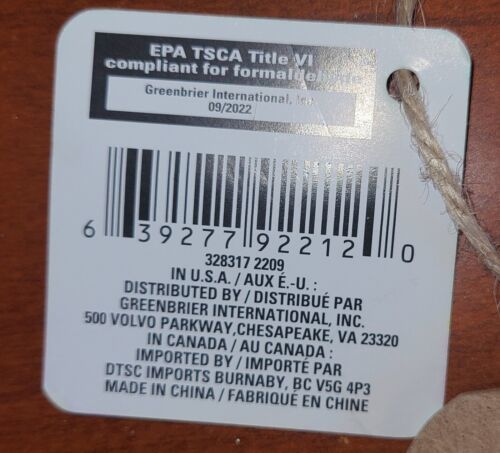 EPA TSCA Title VI
compliant for formaldehyde
Greenbrier International, Inc.
09/2022
6 39277 92212 0
328317 2209
IN U.S.A. / AUX É.-U. :
DISTRIBUTED BY / DISTRIBUÉ PAR
GREENBRIER INTERNATIONAL, INC.
500 VOLVO PARKWAY,CHESAPEAKE, VA 23320
IN CANADA / AU CANADA :
IMPORTED BY / IMPORTÉ PAR
DTSC IMPORTS BURNABY, BC V5G 4P3
MADE IN CHINA / FABRIQUÉ EN CHINE